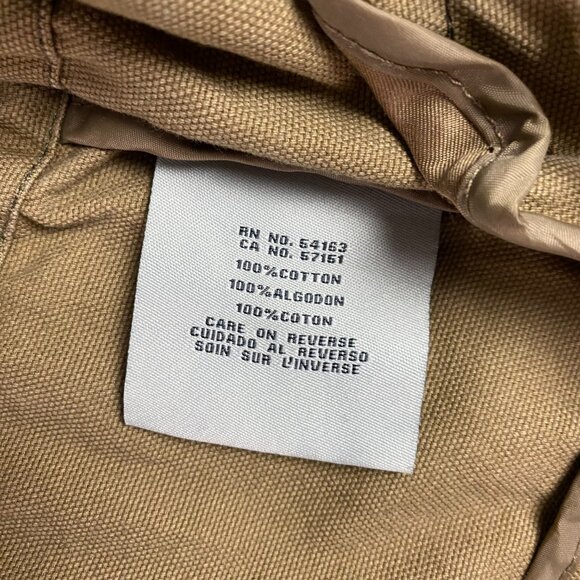 RN NO. 54163
CA NO. 57151
100%COTTON
100%ALGODON
100%COTON
CARE ON REVERSE
CUIDADO AL REVERSO
SOIN SUR L'INVERSE